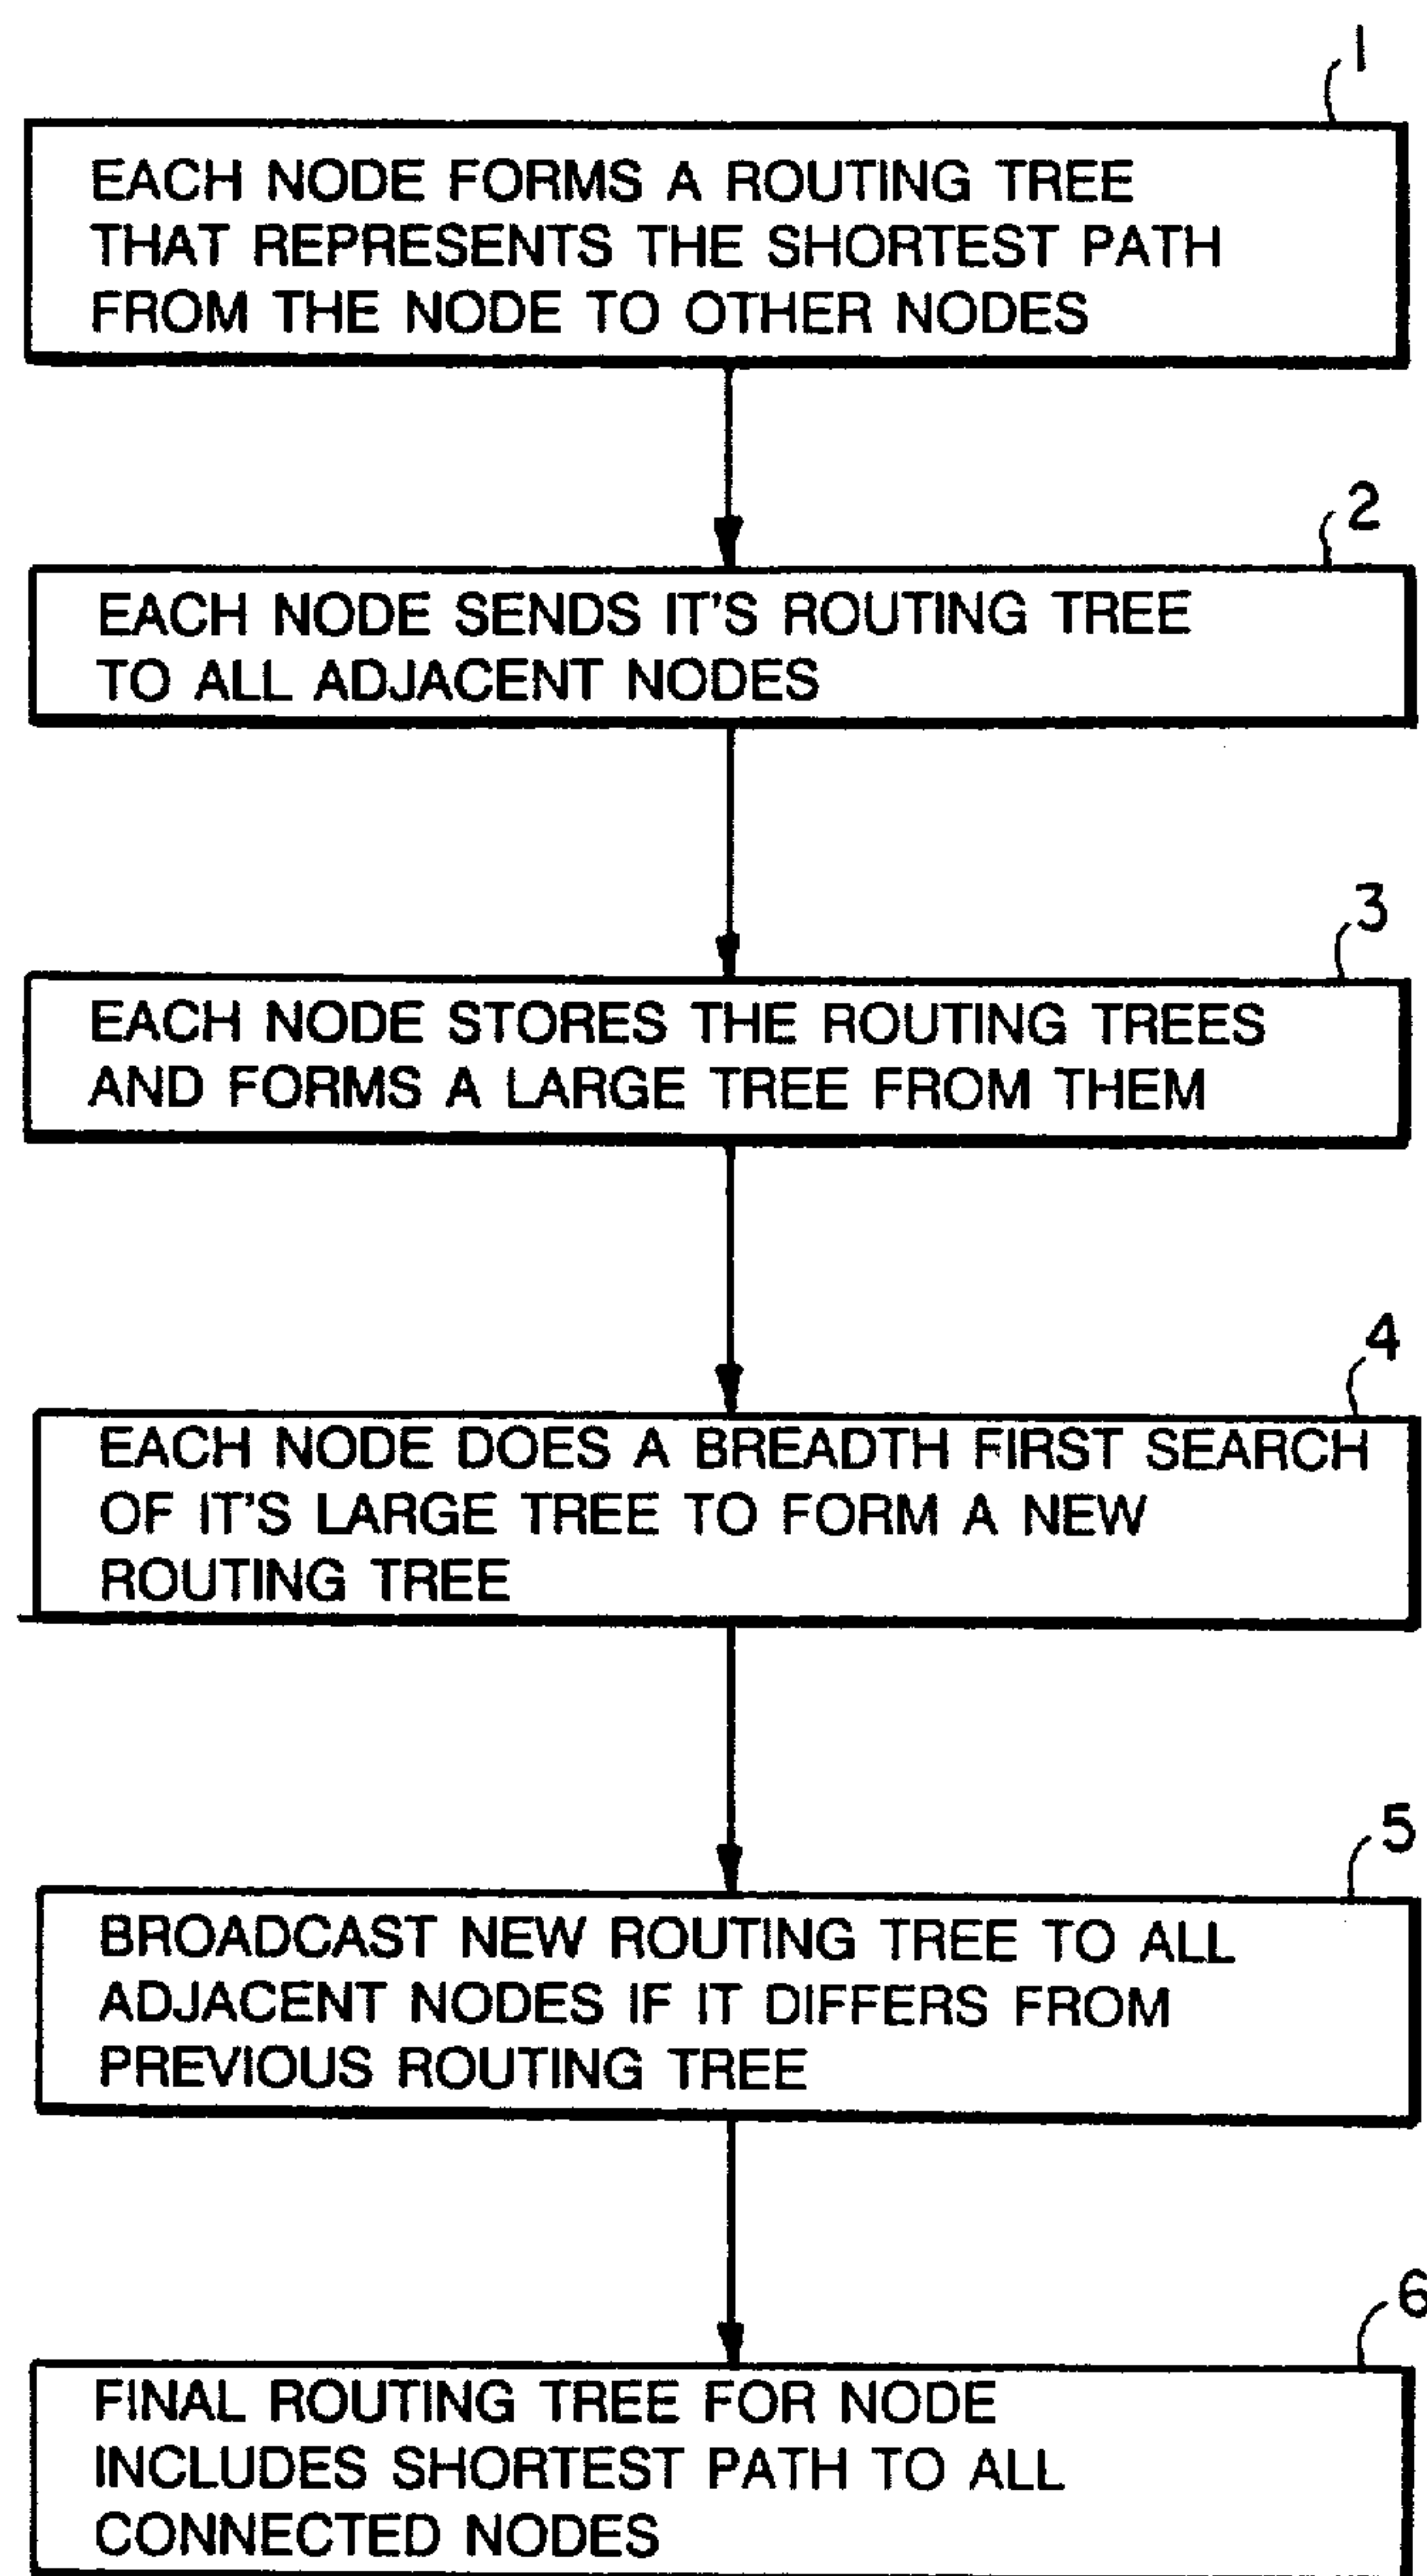 1
EACH NODE FORMS A ROUTING TREE
THAT REPRESENTS THE SHORTEST PATH
FROM THE NODE TO OTHER NODES
2
EACH NODE SENDS IT'S ROUTING TREE
TO ALL ADJACENT NODES
3
EACH NODE STORES THE ROUTING TREES
AND FORMS A LARGE TREE FROM THEM
4
EACH NODE DOES A BREADTH FIRST SEARCH
OF IT'S LARGE TREE TO FORM A NEW
ROUTING TREE
5
BROADCAST NEW ROUTING TREE TO ALL
ADJACENT NODES IF IT DIFFERS FROM
PREVIOUS ROUTING TREE
6
FINAL ROUTING TREE FOR NODE
INCLUDES SHORTEST PATH TO ALL
CONNECTED NODES